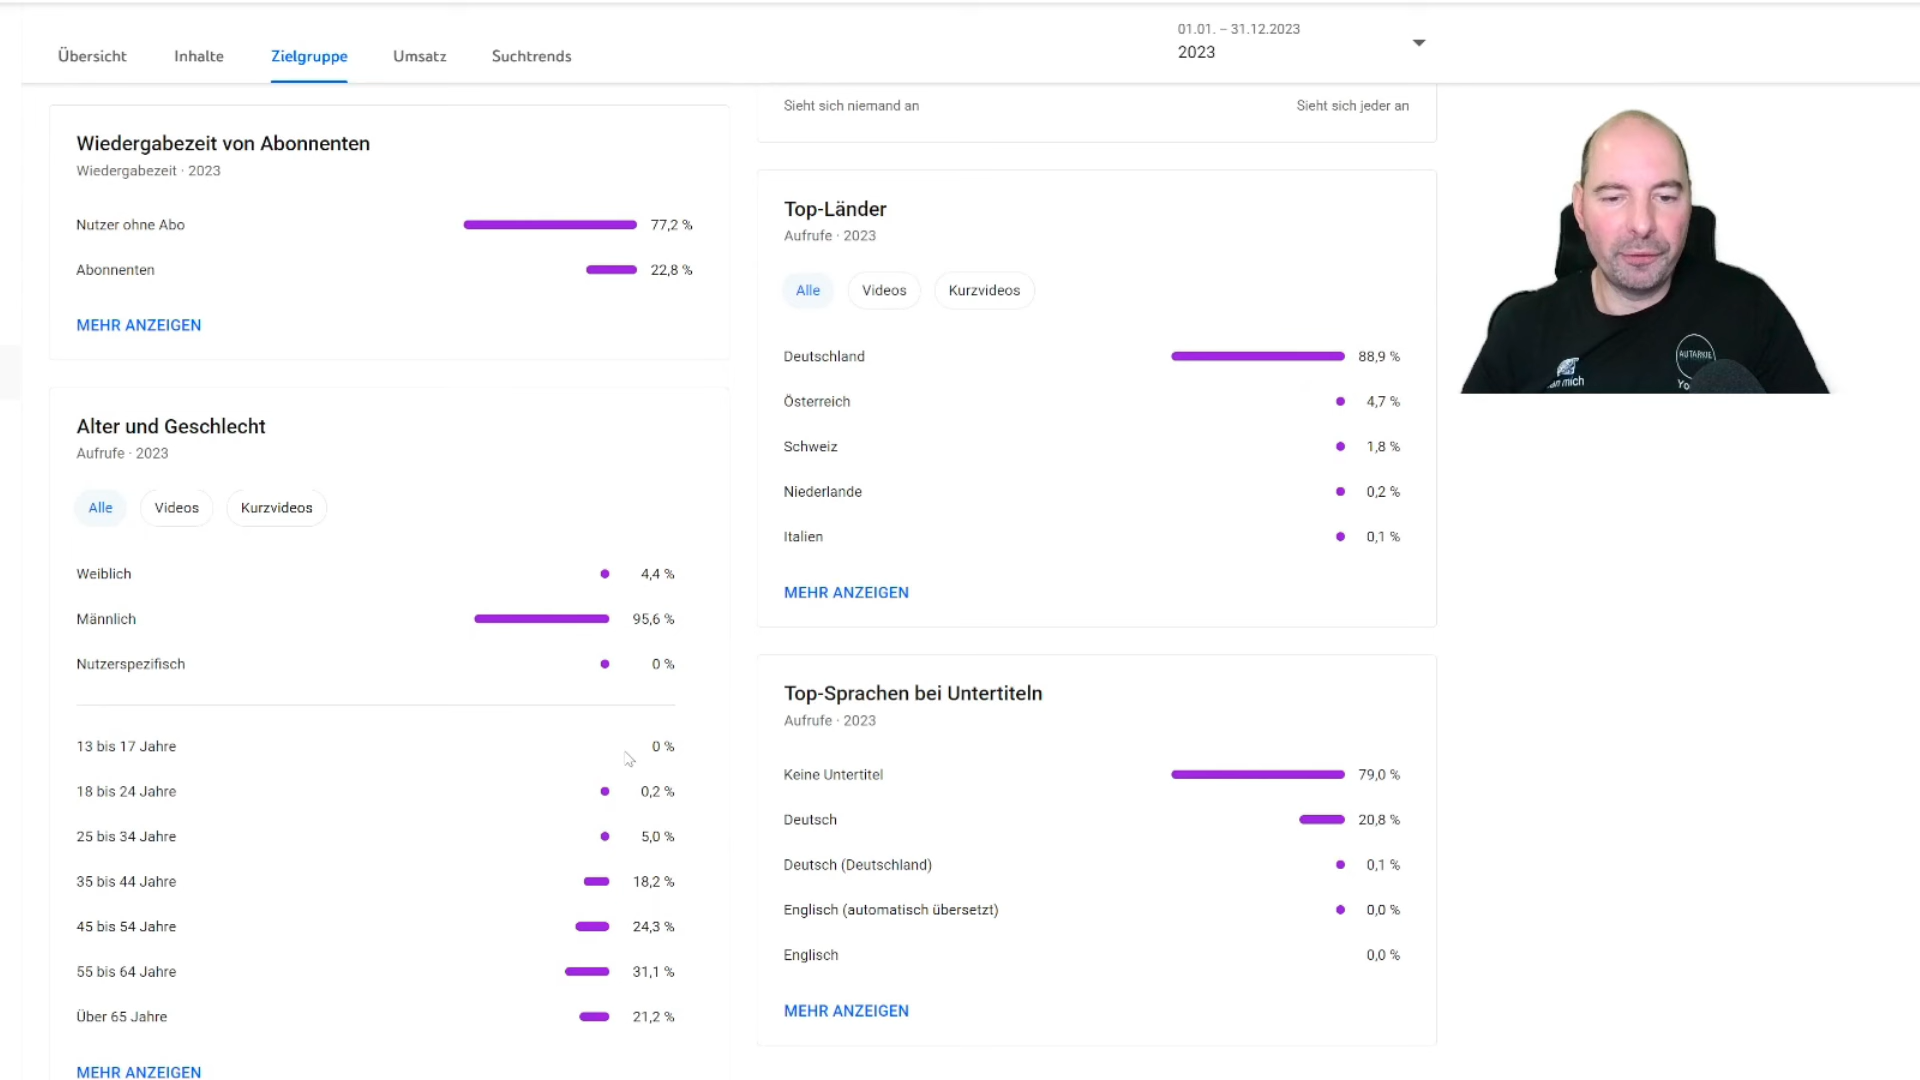 Übersicht
Inhalte
Zielgruppe
Umsatz
Suchtrends
01.01. – 31.12.2023
2023
Wiedergabezeit von Abonnenten
Wiedergabezeit · 2023
Nutzer ohne Abo 77,2 %
Abonnenten 22,8 %
MEHR ANZEIGEN
Alter und Geschlecht
Aufrufe · 2023
Alle Videos Kurzvideos
Weiblich 4,4 %
Männlich 95,6 %
Nutzerspezifisch 0 %
13 bis 17 Jahre 0 %
18 bis 24 Jahre 0,2 %
25 bis 34 Jahre 5,0 %
35 bis 44 Jahre 18,2 %
45 bis 54 Jahre 24,3 %
55 bis 64 Jahre 31,1 %
Über 65 Jahre 21,2 %
MEHR ANZEIGEN
Sieht sich niemand an Sieht sich jeder an
Top-Länder
Aufrufe · 2023
Alle Videos Kurzvideos
Deutschland 88,9 %
Österreich 4,7 %
Schweiz 1,8 %
Niederlande 0,2 %
Italien 0,1 %
MEHR ANZEIGEN
Top-Sprachen bei Untertiteln
Aufrufe · 2023
Keine Untertitel 79,0 %
Deutsch 20,8 %
Deutsch (Deutschland) 0,1 %
Englisch (automatisch übersetzt) 0,0 %
Englisch 0,0 %
MEHR ANZEIGEN
AUTARKIE
mich
Yo